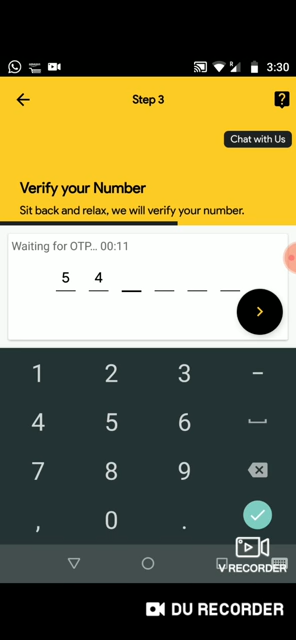 R
3:30
Step 3
?
Chat with Us
Verify your Number
Sit back and relax, we will verify your number.
Waiting for OTP... 00:11
5 4
1 2 3 –
4 5 6
7 8 9
, 0 .
V RECORDER
DU RECORDER